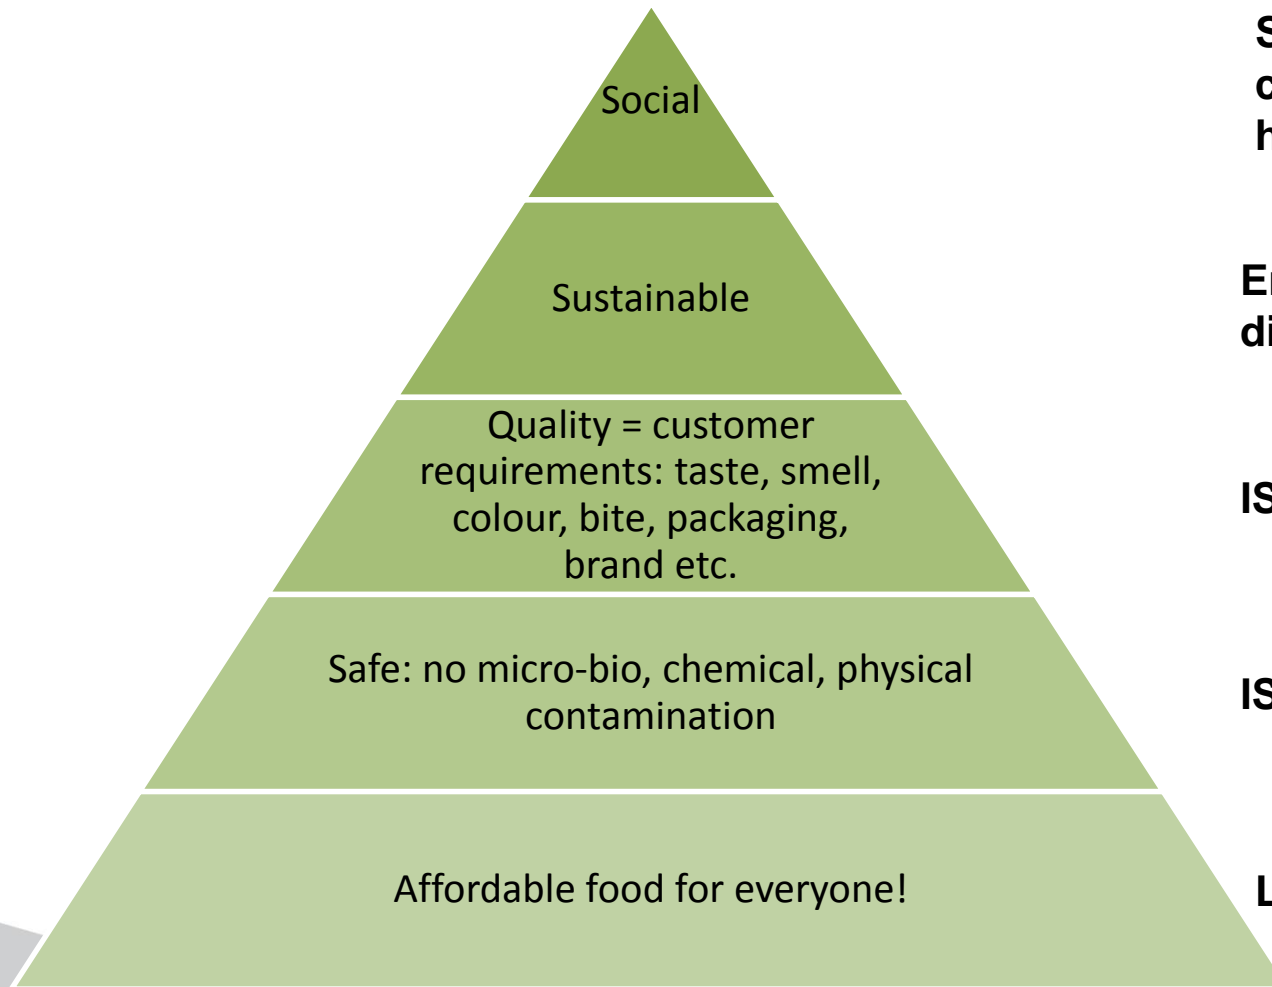 Social
Sustainable
Quality = customer
requirements: taste, smell,
colour, bite, packaging,
brand etc.
Safe: no micro-bio, chemical, physical
contamination
Affordable food for everyone!